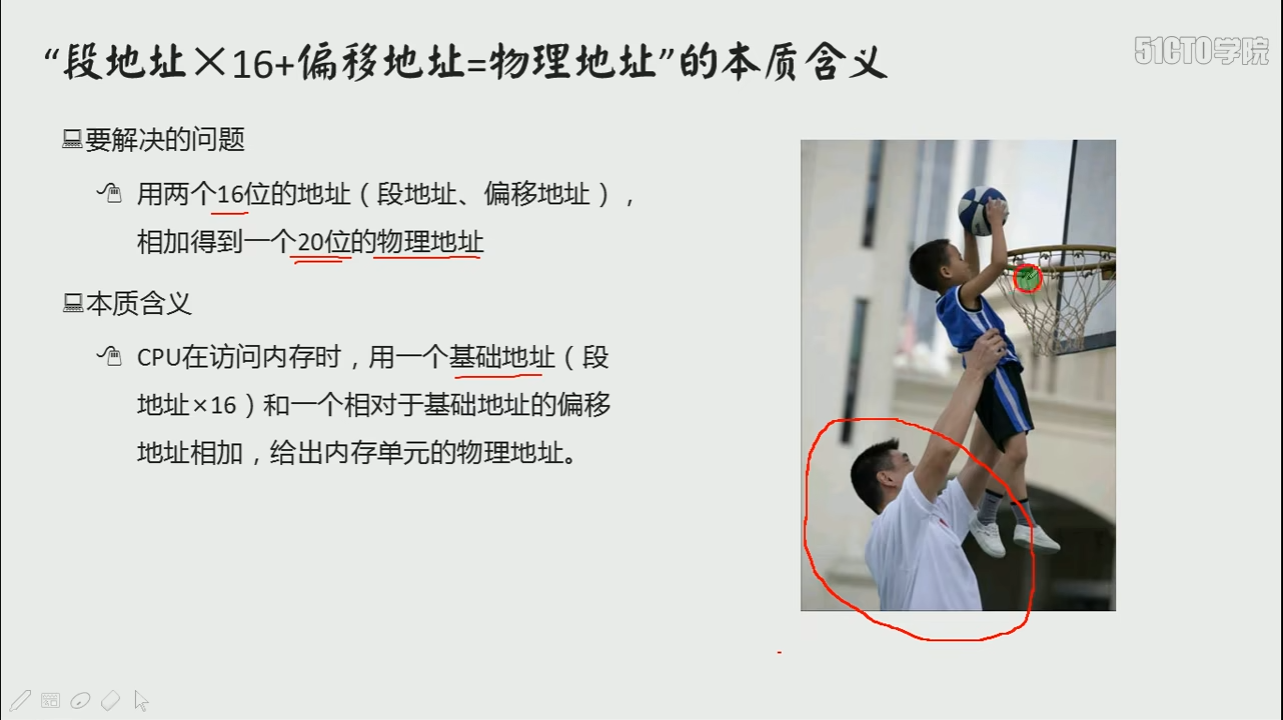 “段地址×16+偏移地址=物理地址”的本质含义
51CTO学院
要解决的问题
用两个16位的地址（段地址、偏移地址），
相加得到一个20位的物理地址
本质含义
CPU在访问内存时，用一个基础地址（段
地址×16）和一个相对于基础地址的偏移
地址相加，给出内存单元的物理地址。